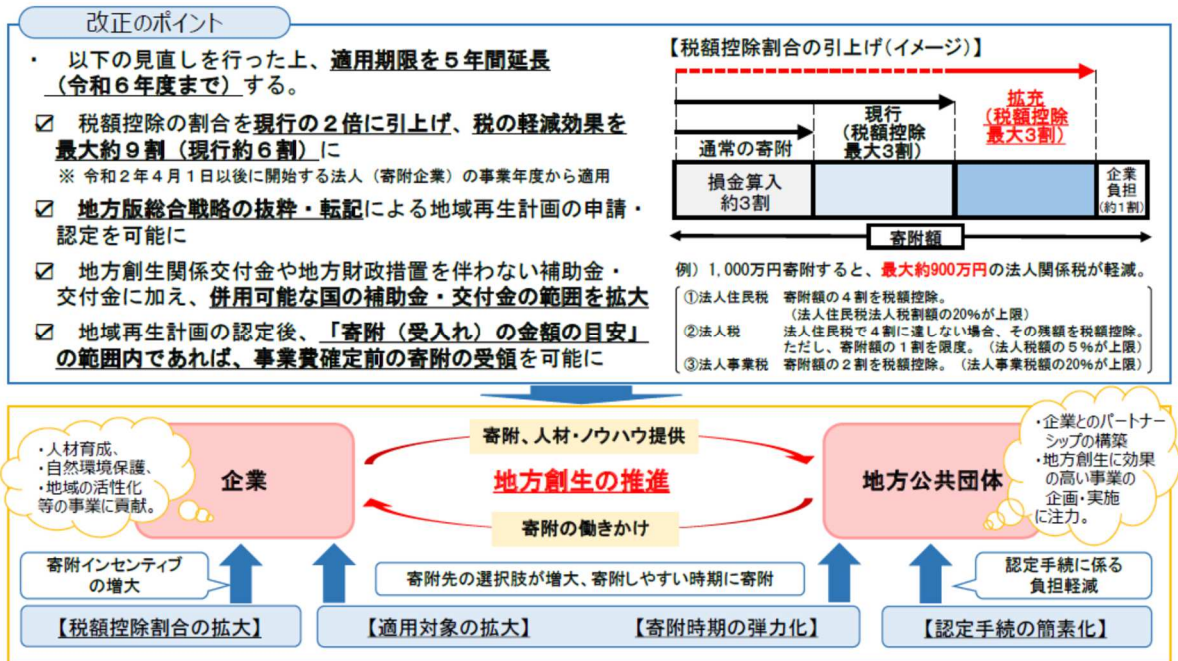 改正のポイント
・ 以下の見直しを行った上、適用期限を5年間延長
(令和6年度まで)する。
☑ 税額控除の割合を現行の2倍に引上げ、税の軽減効果を
最大約9割(現行約6割)に
※ 令和2年4月1日以後に開始する法人(寄附企業)の事業年度から適用
☑ 地方版総合戦略の抜粋・転記による地域再生計画の申請・
認定を可能に
☑ 地方創生関係交付金や地方財政措置を伴わない補助金・
交付金に加え、併用可能な国の補助金・交付金の範囲を拡大
☑ 地域再生計画の認定後、「寄附(受入れ)の金額の目安」
の範囲内であれば、事業費確定前の寄附の受領を可能に
【税額控除割合の引上げ(イメージ)】
通常の寄附
現行
(税額控除
最大3割)
拡充
(税額控除
最大3割)
損金算入
約3割
企業
負担
(約1割)
寄附額
例)1,000万円寄附すると、最大約900万円の法人関係税が軽減。
①法人住民税 寄附額の4割を税額控除。
(法人住民税法人税割額の20%が上限)
②法人税 法人住民税で4割に達しない場合、その残額を税額控除。
ただし、寄附額の1割を限度。(法人税額の5%が上限)
③法人事業税 寄附額の2割を税額控除。(法人事業税額の20%が上限)
・人材育成、
・自然環境保護、
・地域の活性化
等の事業に貢献。
企業
寄附、人材・ノウハウ提供
地方創生の推進
寄附の働きかけ
地方公共団体
・企業とのパートナー
シップの構築
・地方創生に効果
の高い事業の
企画・実施
に注力。
寄附インセンティブ
の増大
寄附先の選択肢が増大、寄附しやすい時期に寄附
認定手続に係る
負担軽減
【税額控除割合の拡大】
【適用対象の拡大】
【寄附時期の弾力化】
【認定手続の簡素化】